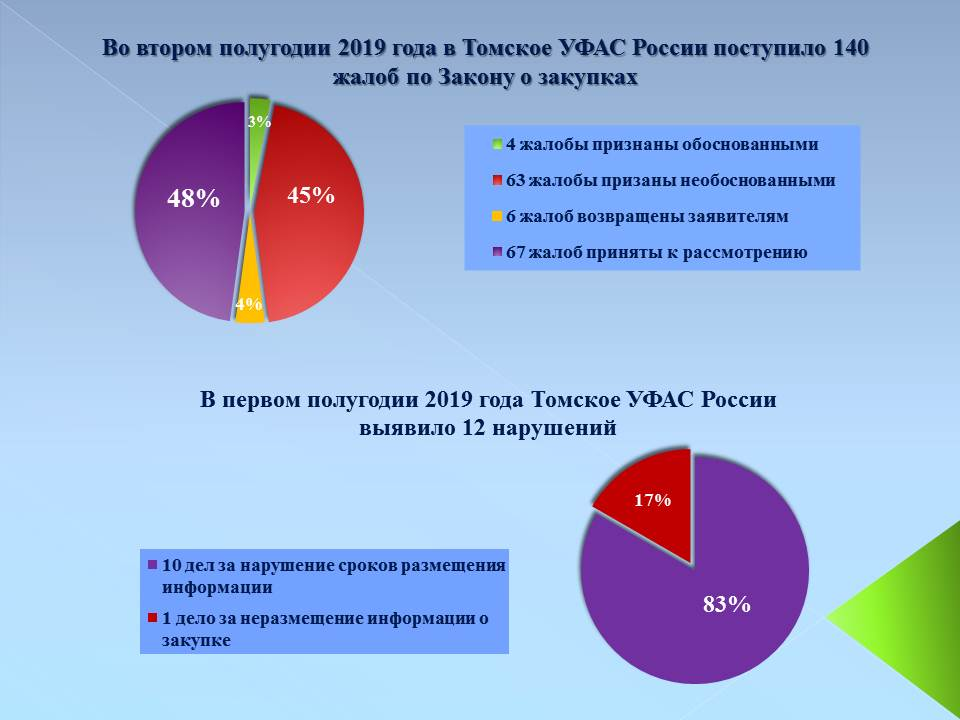 Во втором полугодии 2019 года в Томское УФАС России поступило 140
жалоб по Закону о закупках
3%
48%
45%
4%
4 жалобы признаны обоснованными
63 жалобы призаны необоснованными
6 жалоб возвращены заявителям
67 жалоб приняты к рассмотрению
В первом полугодии 2019 года Томское УФАС России
выявило 12 нарушений
17%
83%
10 дел за нарушение сроков размещения
информации
1 дело за неразмещение информации о
закупке